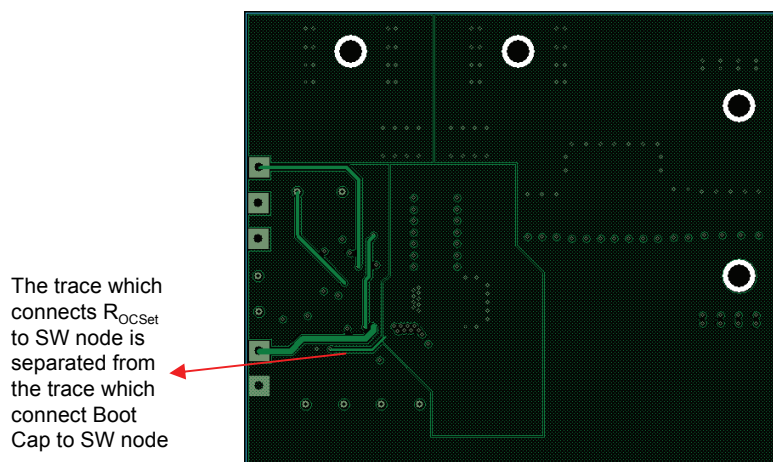 The trace which
connects ROCSet
to SW node is
separated from
the trace which
connect Boot
Cap to SW node